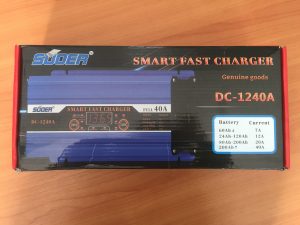 SUOER
SMART FAST CHARGER
Genuine goods
DC-1240A
SUOER
SMART FAST CHARGER
FULL 40A
DC-1240A
Battery Current
60Ah↓ 7A
24Ah-120Ah 12A
80Ah-200Ah 20A
200Ah↑ 40A